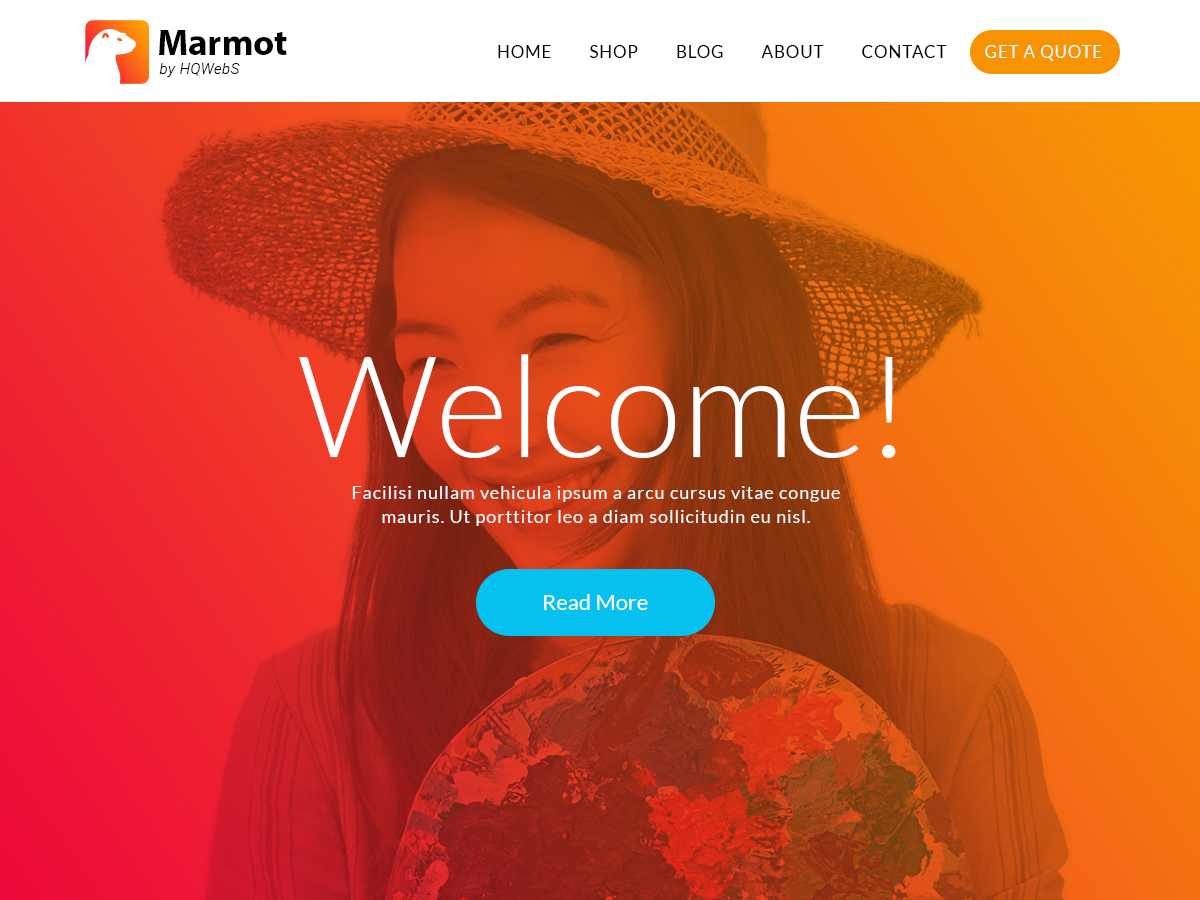 Marmot
by HQWebS
HOME SHOP BLOG ABOUT CONTACT GET A QUOTE
Welcome!
Facilisi nullam vehicula ipsum a arcu cursus vitae congue
mauris. Ut porttitor leo a diam sollicitudin eu nisl.
Read More